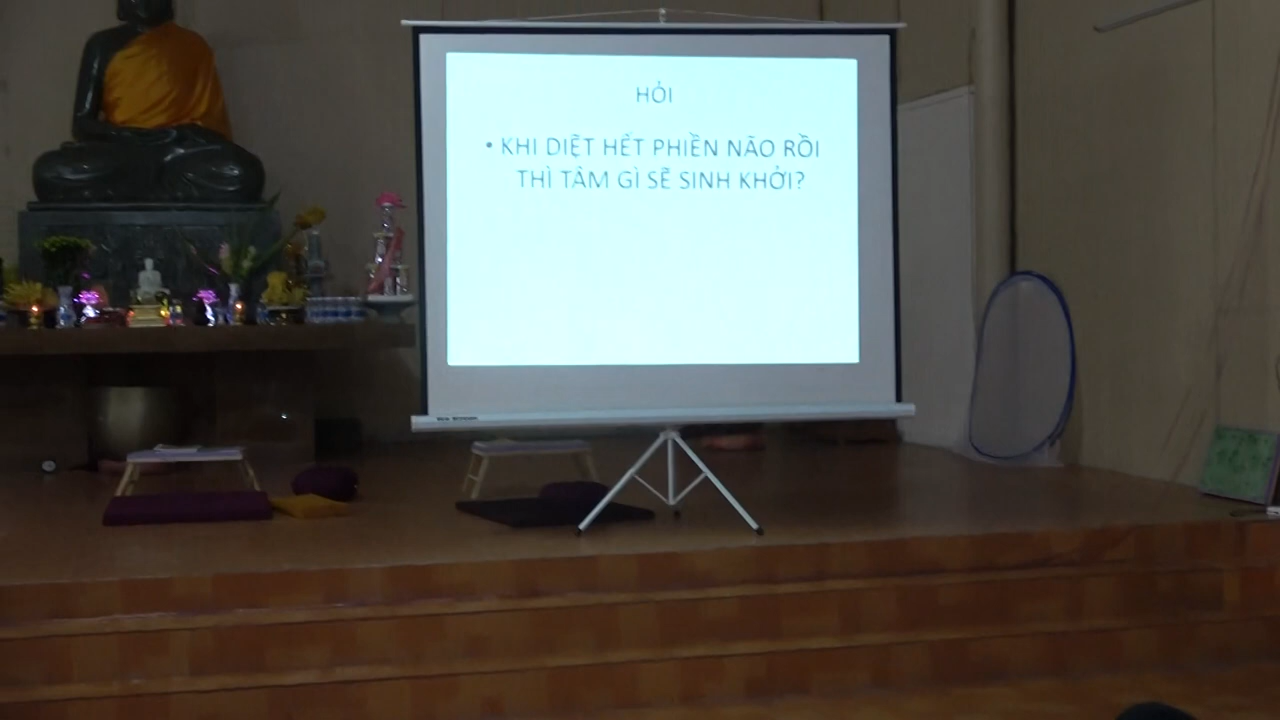 HỎI
• KHI DIỆT HẾT PHIỀN NÃO RỒI
THÌ TÂM GÌ SẼ SINH KHỞI?